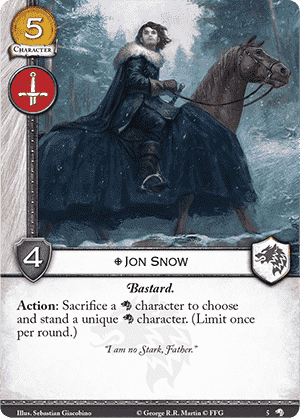 5
CHARACTER
4
JON SNOW
Bastard.
Action: Sacrifice a character to choose
and stand a unique character. (Limit once
per round.)
"I am no Stark, Father."
Illus. Sebastian Giacobino
© George R.R. Martin © FFG
5